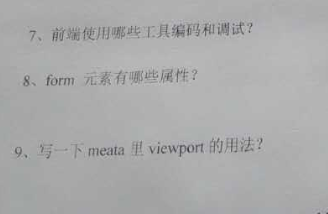 7、前端使用哪些工具编码和调试？
8、form 元素有哪些属性？
9、写一下 meata 里 viewport 的用法？